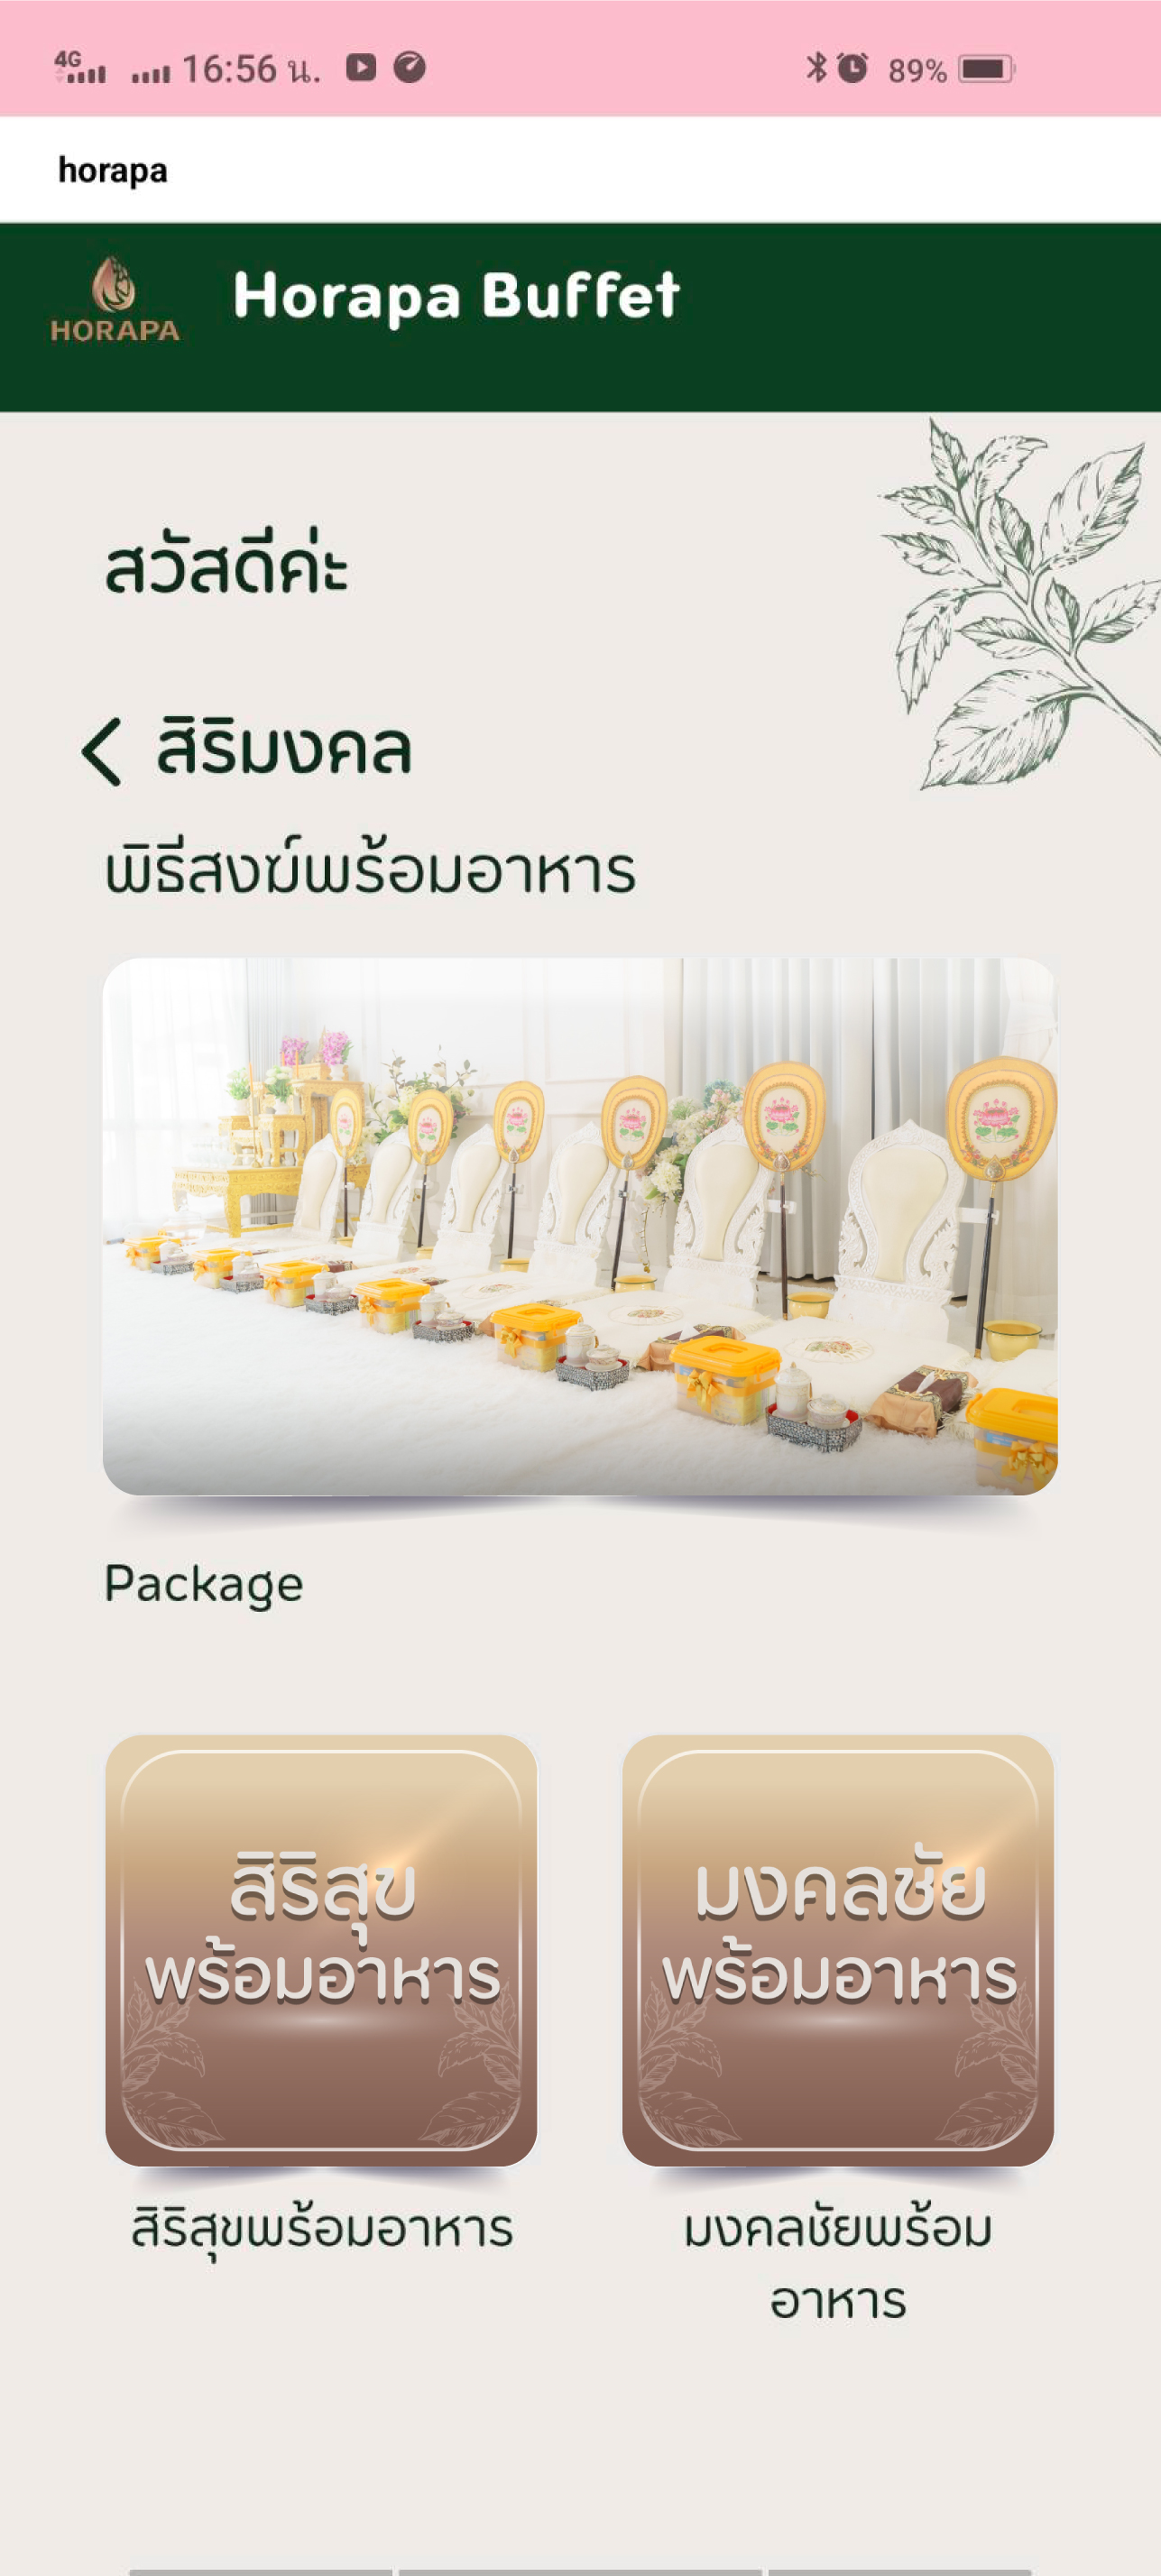 4G 16:56 น. 89%
horapa
HORAPA
Horapa Buffet
สวัสดีค่ะ
สิริมงคล
พิธีสงฆ์พร้อมอาหาร
Package
สิริสุข
พร้อมอาหาร
มงคลชัย
พร้อมอาหาร
สิริสุขพร้อมอาหาร
มงคลชัยพร้อม
อาหาร